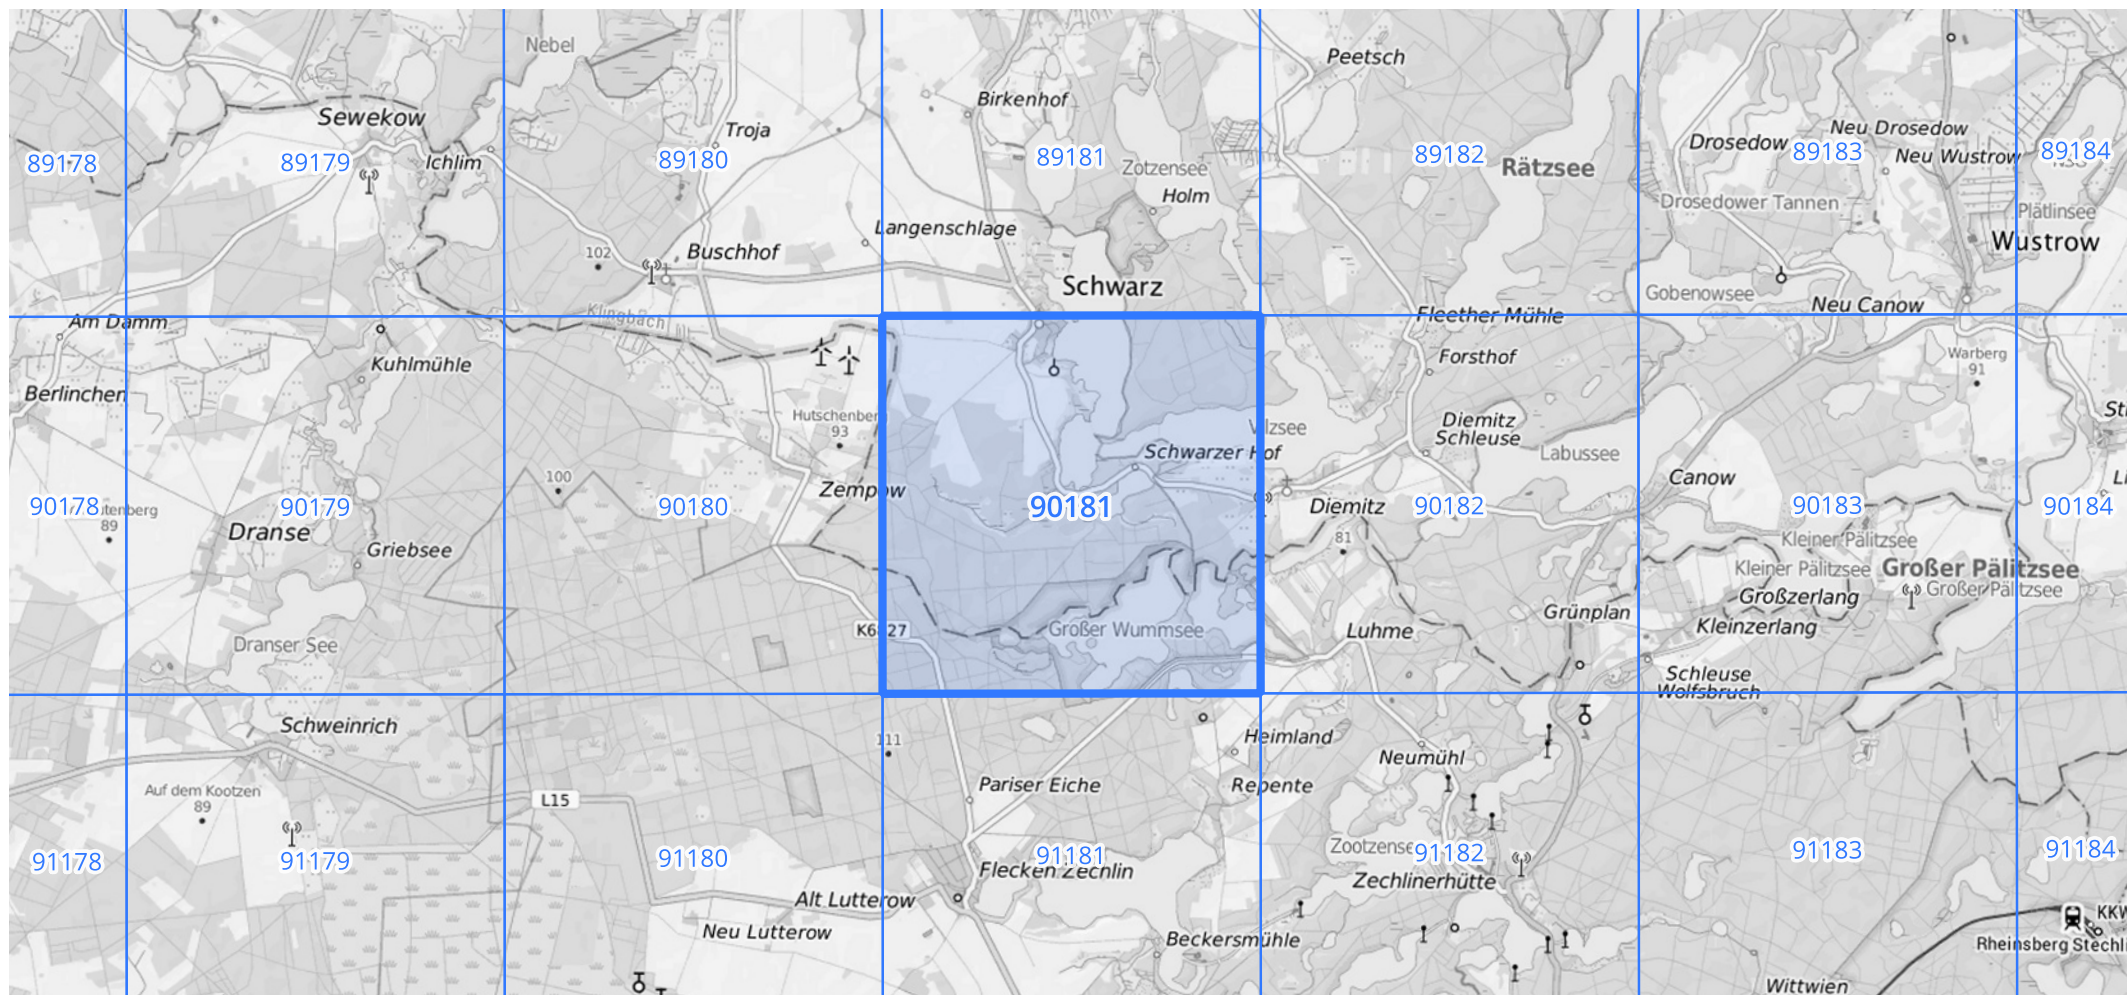 Nebel
Peetsch
Birkenhof
Sewekow
Troja
Neu Drosedow
Drosedow
89178
89179
Ichlim
89180
89181
89182
89183
Neu Wustrow
89184
NSG
Zotzensee
Rätzsee
Holm
Drosedower Tannen
Plätlinsee
Langenschlage
Wustrow
102
Buschhof
Schwarz
Gobenowsee
Neu Canow
Klingbach
Fleether Mühle
Am Damm
Kuhlmühle
Forsthof
Warberg
91
Berlinchen
Hutschenberg
93
Vilzsee
Diemitz
Schleuse
Schwarzer Hof
Labussee
Canow
100
Zempow
90178
89
90179
90180
90181
Diemitz
90182
90183
90184
Dranse
Griebsee
81
Kleiner Pälitzsee
Kleiner Pälitzsee
Großer Pälitzsee
Großer Pälitzsee
Großzerlang
Grünplan
Kleinzerlang
Großer Wummsee
Luhme
Dranser See
Schleuse
Wolfsbruch
Schweinrich
111
Heimland
Neumühl
Pariser Eiche
Repente
Auf dem Kootzen
89
L15
91178
91179
91180
91181
91182
91183
91184
Flecken Zechlin
Zechlinerhütte
Alt Lutterow
Neu Lutterow
Beckersmühle
KKW
Rheinsberg Stechli
Wittwien